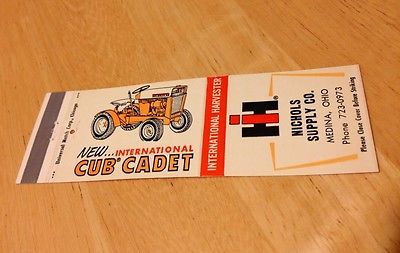 Universal Match Corp., Chicago
NEW... INTERNATIONAL
CUB CADET
INTERNATIONAL HARVESTER
IH
NICHOLS
SUPPLY CO.
MEDINA, OHIO
Phone 723-0973
Please Close Cover Before Striking